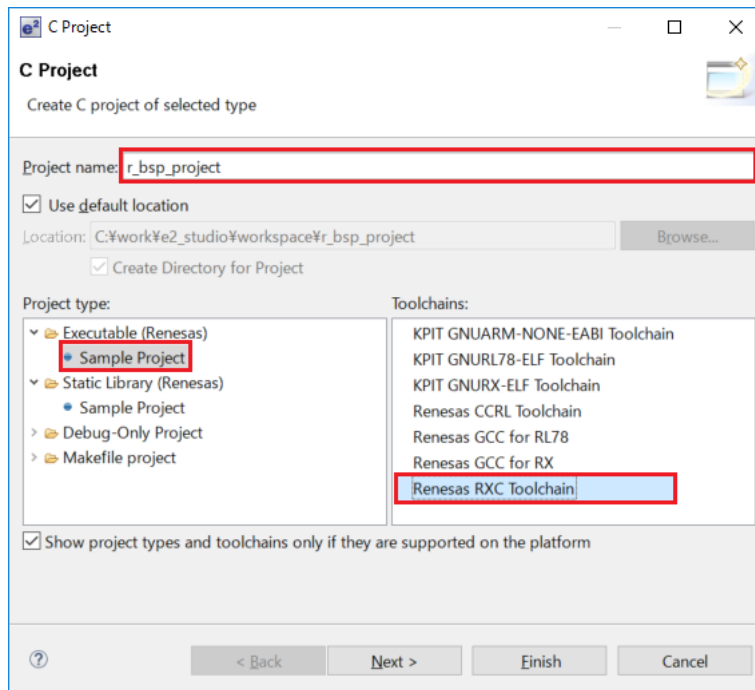 e² C Project
C Project
Create C project of selected type
Project name: r_bsp_project
Use default location
Location: C:¥work¥e2_studio¥workspace¥r_bsp_project Browse...
Create Directory for Project
Project type: Toolchains:
Executable (Renesas)
Sample Project
Static Library (Renesas)
Sample Project
Debug-Only Project
Makefile project
KPIT GNUARM-NONE-EABI Toolchain
KPIT GNURL78-ELF Toolchain
KPIT GNURX-ELF Toolchain
Renesas CCRL Toolchain
Renesas GCC for RL78
Renesas GCC for RX
Renesas RXC Toolchain
Show project types and toolchains only if they are supported on the platform
? < Back Next > Finish Cancel